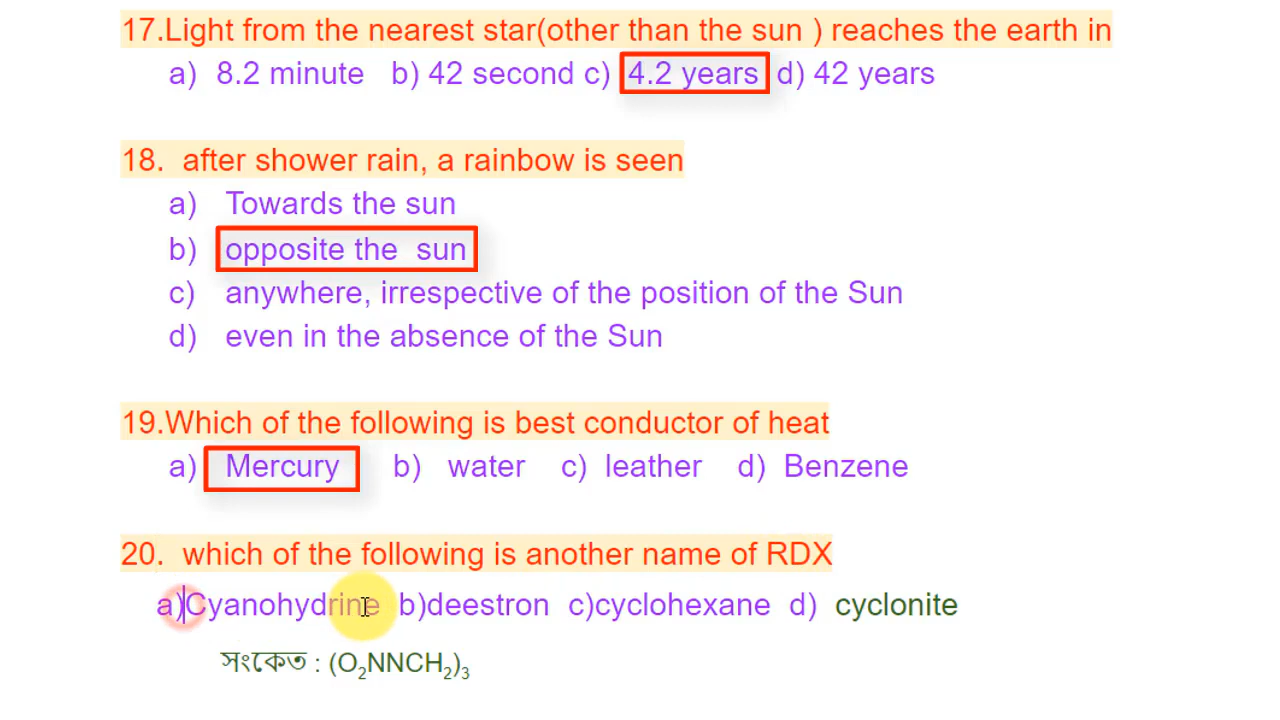 17.Light from the nearest star(other than the sun ) reaches the earth in
a) 8.2 minute b) 42 second c) 4.2 years d) 42 years
18. after shower rain, a rainbow is seen
a) Towards the sun
b) opposite the sun
c) anywhere, irrespective of the position of the Sun
d) even in the absence of the Sun
19.Which of the following is best conductor of heat
a) Mercury b) water c) leather d) Benzene
20. which of the following is another name of RDX
a)Cyanohydrine b)deestron c)cyclohexane d) cyclonite
সংকেত : (O₂NNCH₂)₃